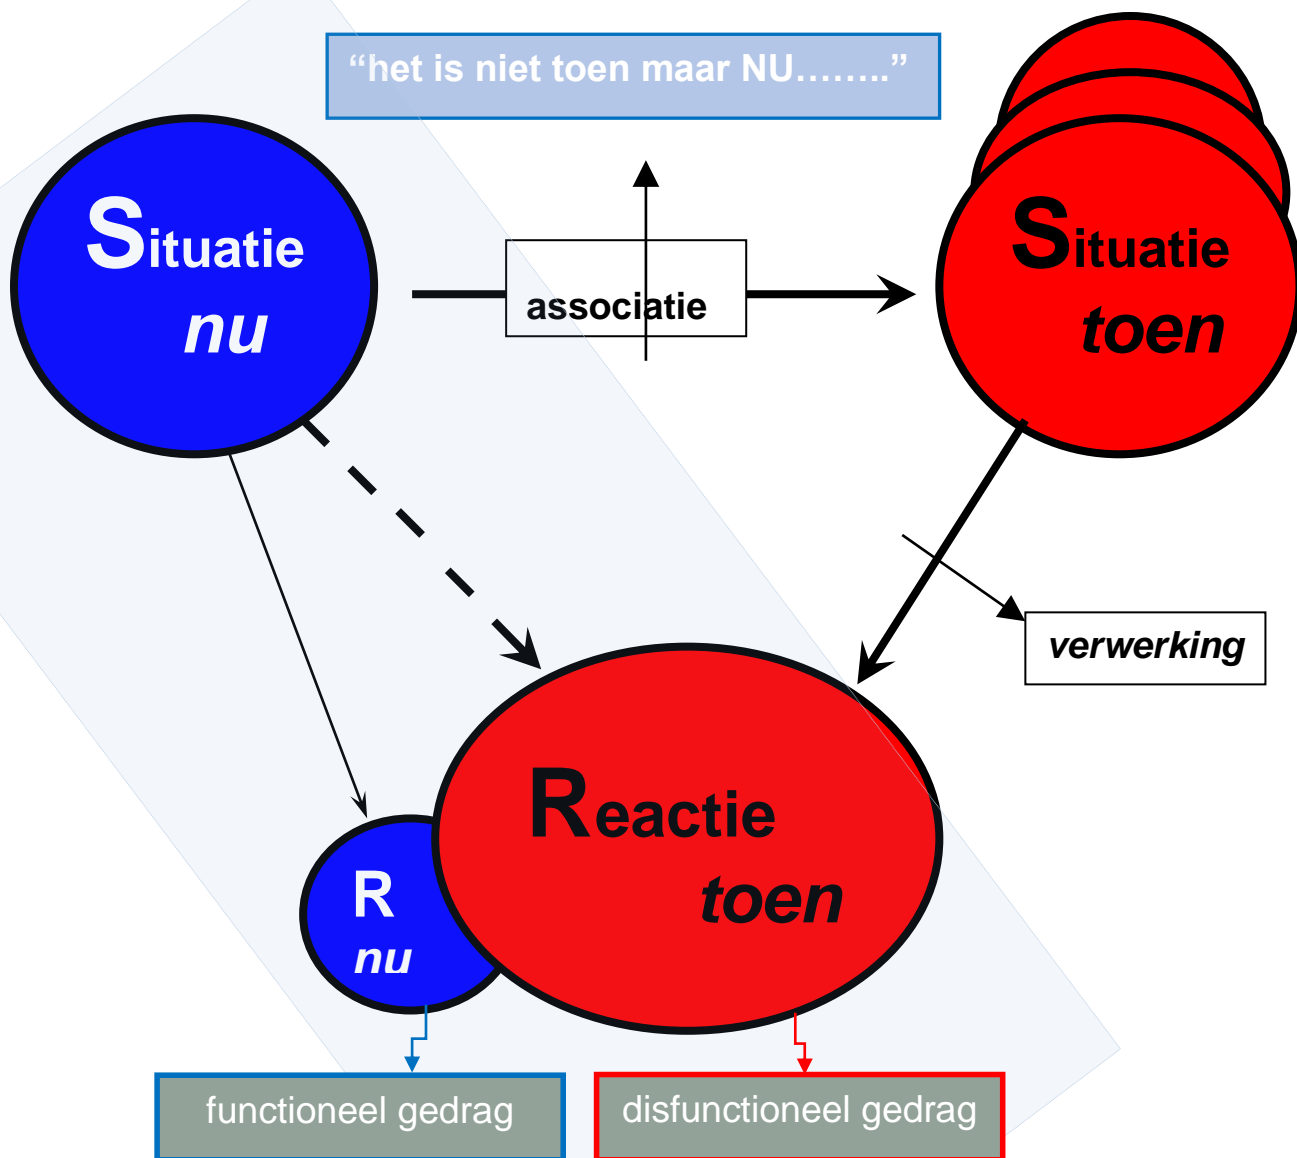 “het is niet toen maar NU........”
Situatie
nu
associatie
Situatie
toen
verwerking
Reactie
toen
R
nu
functioneel gedrag
disfunctioneel gedrag